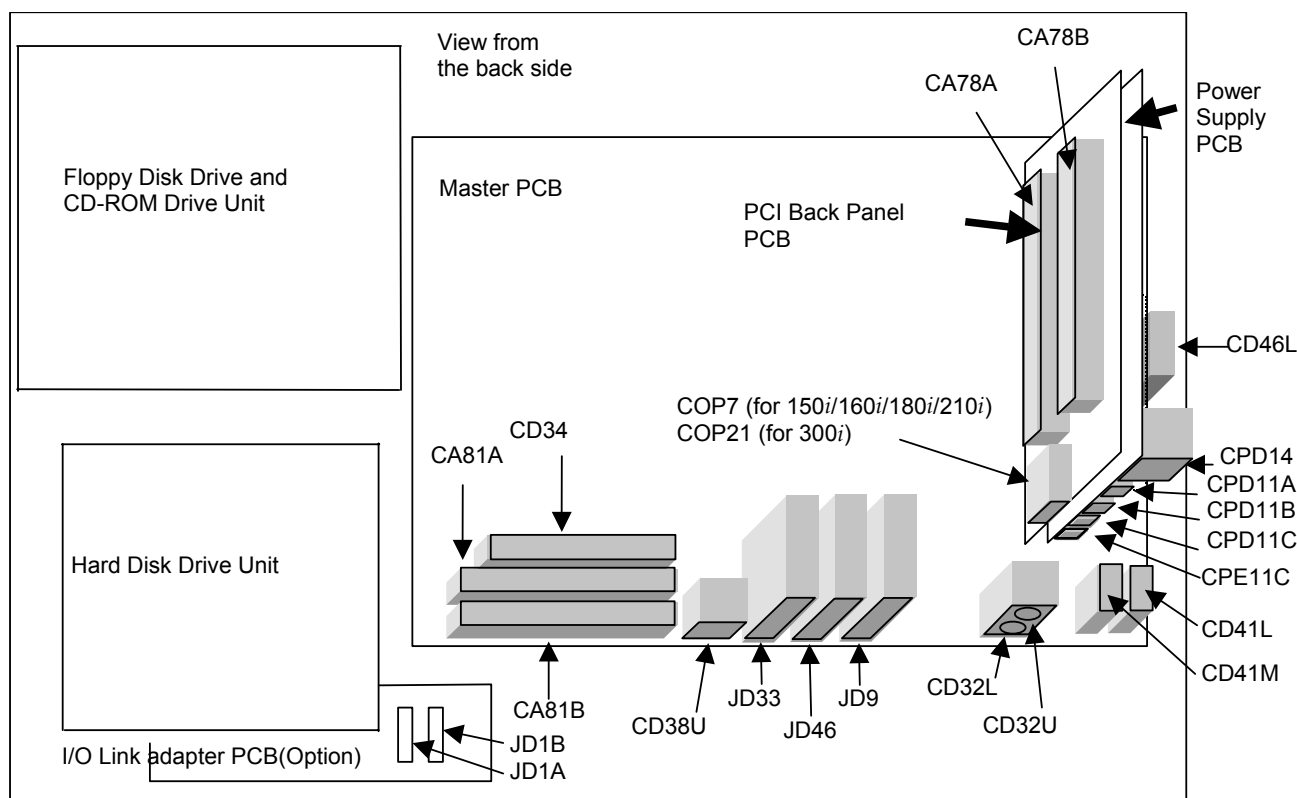 View from
the back side
CA78B
CA78A
Power
Supply
PCB
Floppy Disk Drive and
CD-ROM Drive Unit
Master PCB
PCI Back Panel
PCB
CD46L
COP7 (for 150i/160i/180i/210i)
COP21 (for 300i)
CD34
CA81A
CPD14
CPD11A
CPD11B
CPD11C
CPE11C
Hard Disk Drive Unit
CD41L
CD41M
CA81B
CD38U
JD33
JD46
JD9
CD32L
CD32U
I/O Link adapter PCB(Option)
JD1B
JD1A